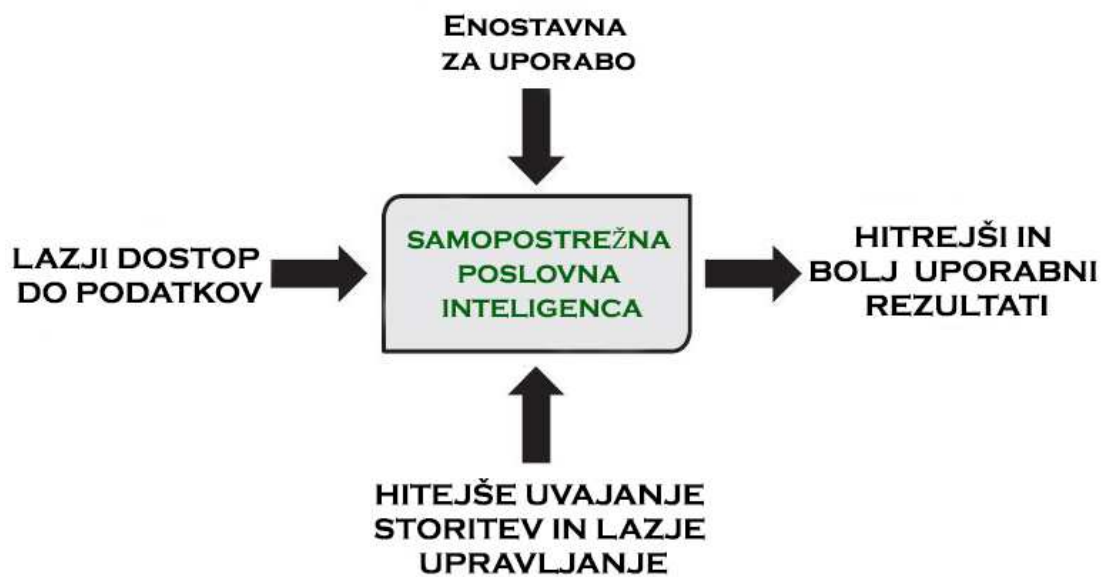 ENOSTAVNA
ZA UPORABO
LAZJI DOSTOP
DO PODATKOV
SAMOPOSTREŽNA
POSLOVNA
INTELIGENCA
HITREJŠI IN
BOLJ UPORABNI
REZULTATI
HITEJŠE UVAJANJE
STORITEV IN LAZJE
UPRAVLJANJE